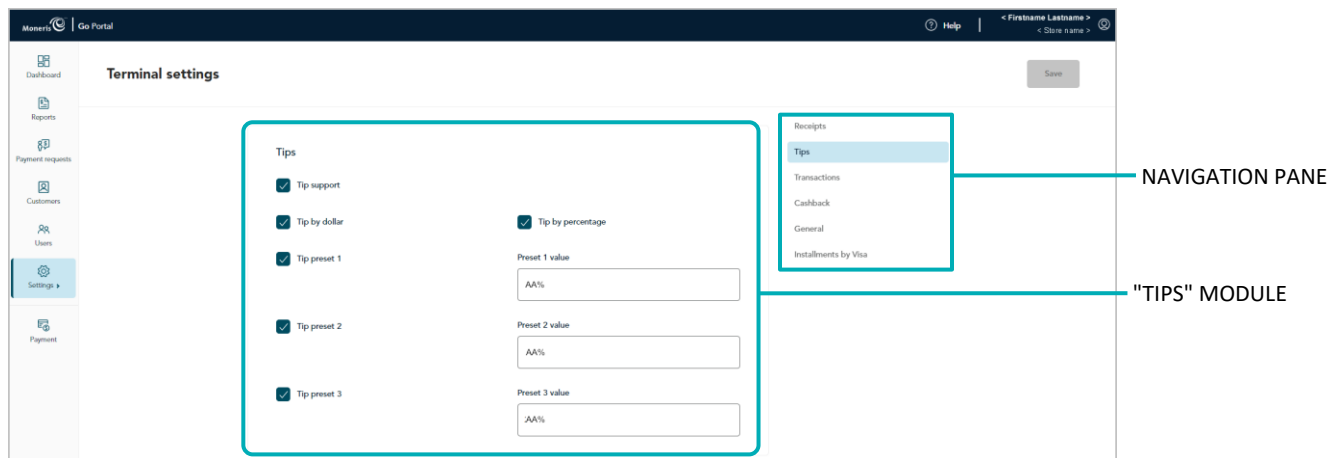 Moneris Go Portal
Help
< Firstname Lastname >
< Store name >
Dashboard
Reports
Payment requests
Customers
Users
Settings
Payment
Terminal settings
Save
Tips
Tip support
Tip by dollar
Tip by percentage
Tip preset 1
Preset 1 value
AA%
Tip preset 2
Preset 2 value
AA%
Tip preset 3
Preset 3 value
:AA%
Receipts
Tips
Transactions
Cashback
General
Installments by Visa
NAVIGATION PANE
"TIPS" MODULE